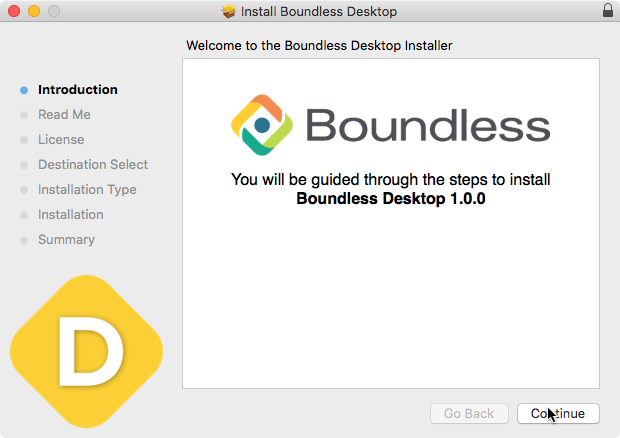 Install Boundless Desktop
Welcome to the Boundless Desktop Installer
Introduction
Read Me
License
Destination Select
Installation Type
Installation
Summary
D
Boundless
You will be guided through the steps to install
Boundless Desktop 1.0.0
Go Back
Continue